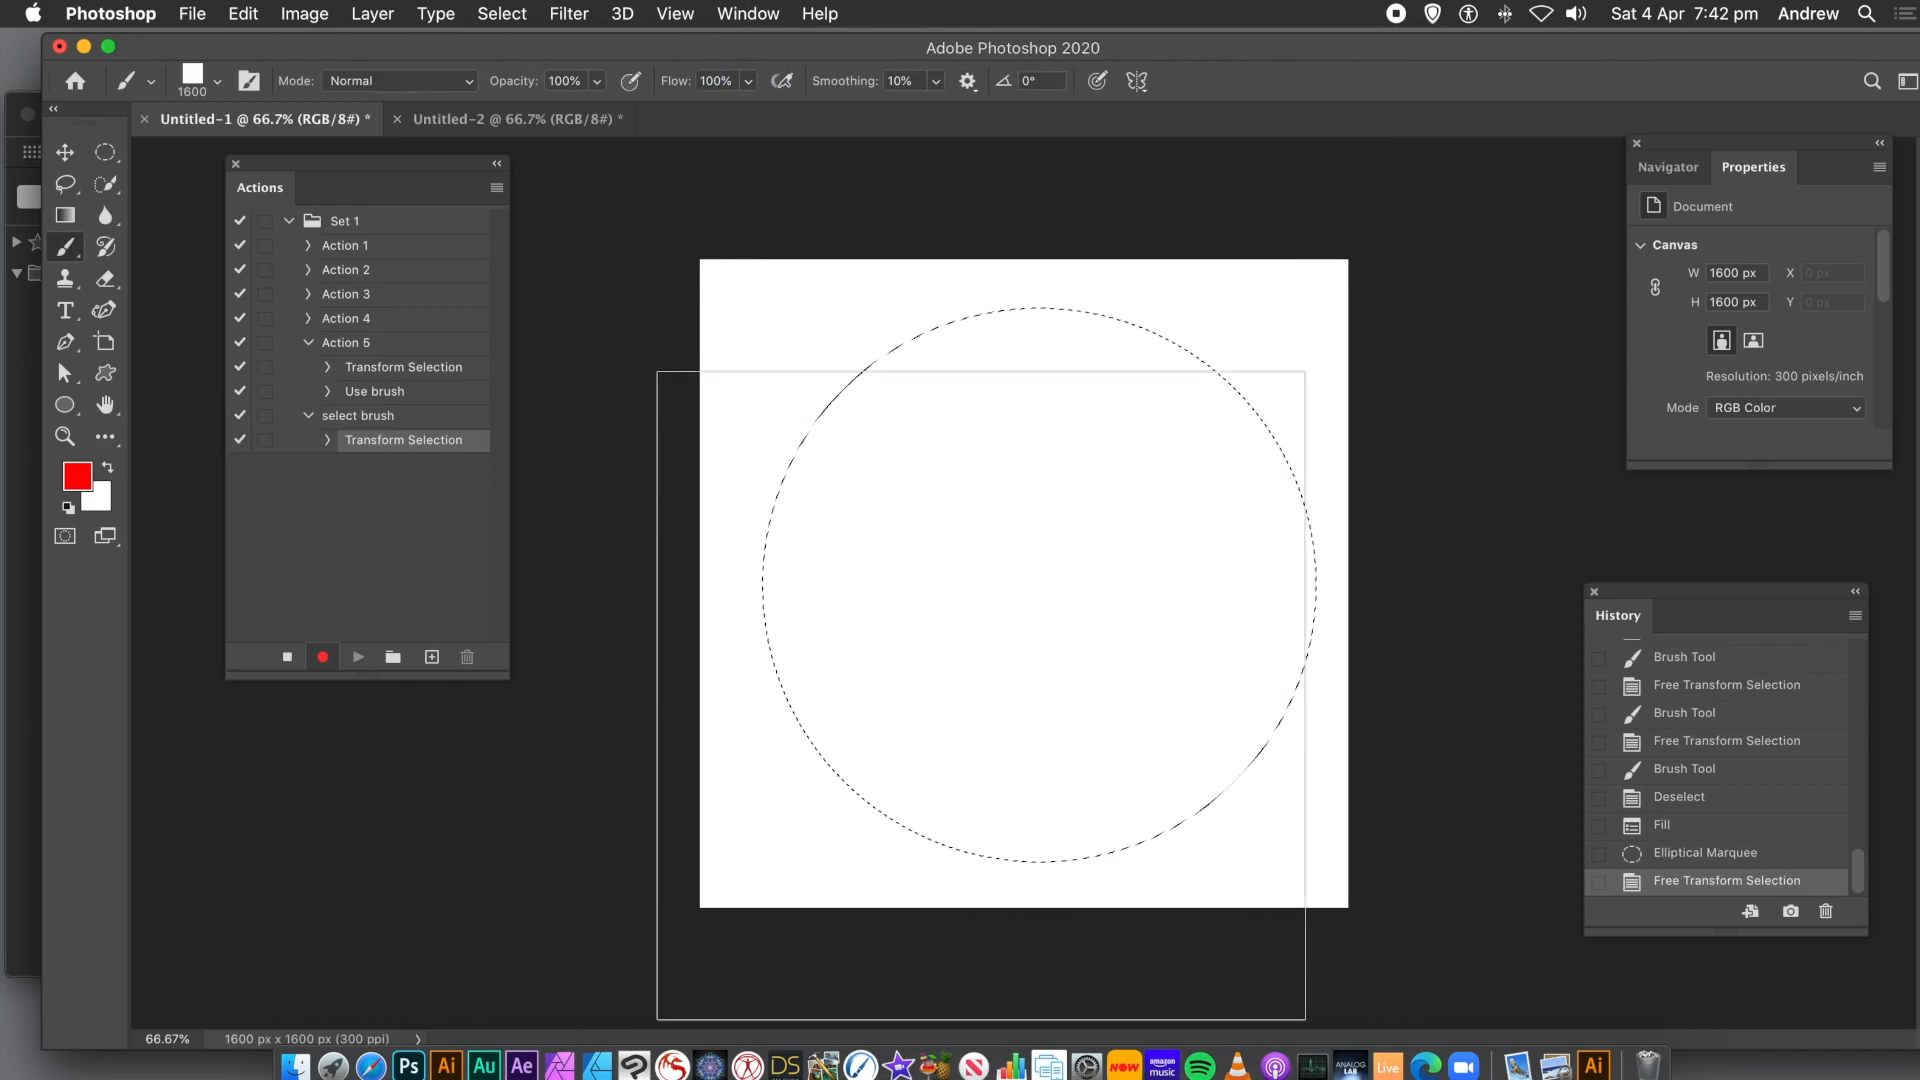 Photoshop File Edit Image Layer Type Select Filter 3D View Window Help Sat 4 Apr 7:42 pm Andrew
Adobe Photoshop 2020
1600 Mode: Normal Opacity: 100% Flow: 100% Smoothing: 10% 0°
Untitled-1 @ 66.7% (RGB/8#) * Untitled-2 @ 66.7% (RGB/8#) *
Actions
Set 1
Action 1
Action 2
Action 3
Action 4
Action 5
Transform Selection
Use brush
select brush
Transform Selection
Navigator Properties
Document
Canvas
W 1600 px X 0 px
H 1600 px Y 0 px
Resolution: 300 pixels/inch
Mode RGB Color
History
Brush Tool
Free Transform Selection
Brush Tool
Free Transform Selection
Brush Tool
Deselect
Fill
Elliptical Marquee
Free Transform Selection
66.67% 1600 px x 1600 px (300 ppi)
Ps Ai Au Ae DS NOW amazon music ANALOG LAB Live Ai